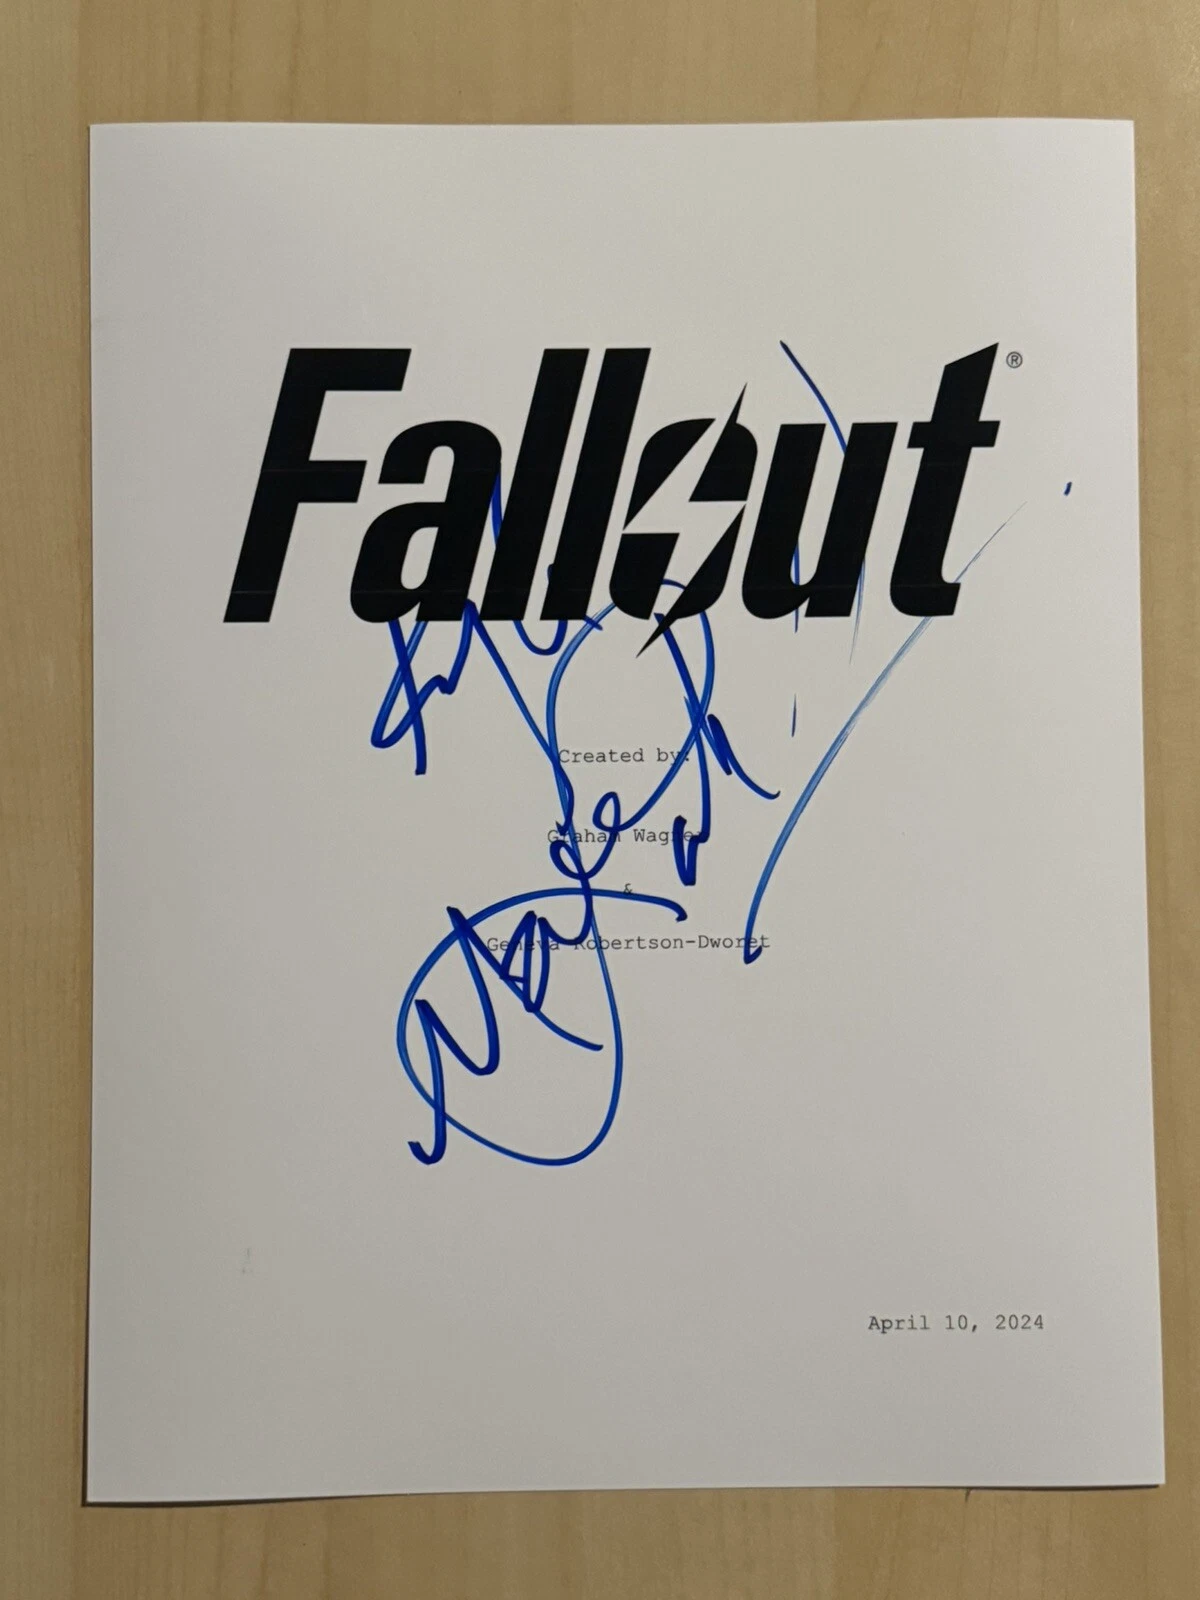 Fallout®
Created by:
Graham Wagner
&
Geneva Robertson-Dworet
April 10, 2024